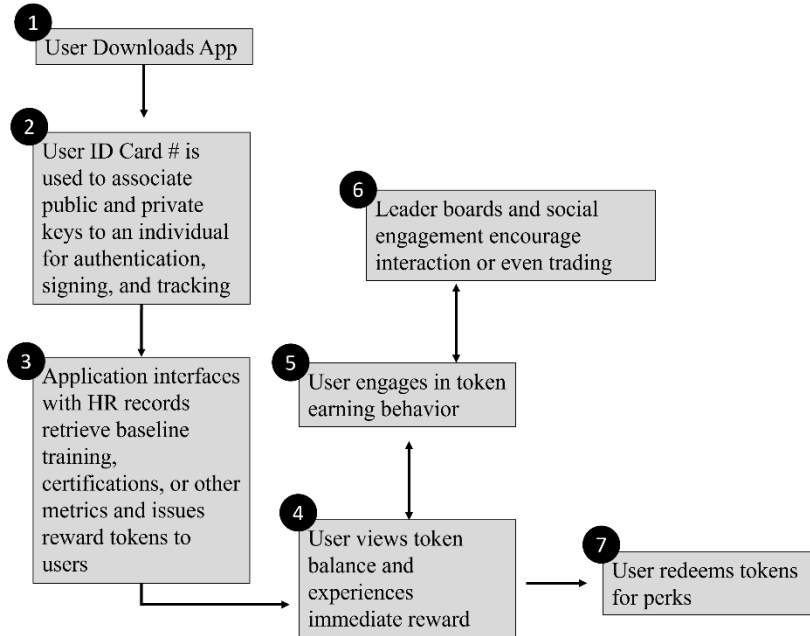 1
User Downloads App
2
User ID Card # is
used to associate
public and private
keys to an individual
for authentication,
signing, and tracking
3
Application interfaces
with HR records
retrieve baseline
training,
certifications, or other
metrics and issues
reward tokens to
users
4
User views token
balance and
experiences
immediate reward
5
User engages in token
earning behavior
6
Leader boards and social
engagement encourage
interaction or even trading
7
User redeems tokens
for perks